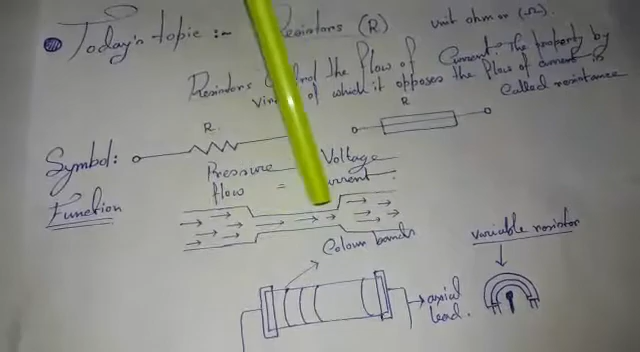 Today's topic :- Resistors (R) unit ohm or (Ω).
Resistors control the flow of current. The property by
virtue of which it opposes the flow of current is
called resistance
R
R
Symbol:
Pressure Voltage
flow = current.
Function
Colour bands
variable resistor
axial
lead.